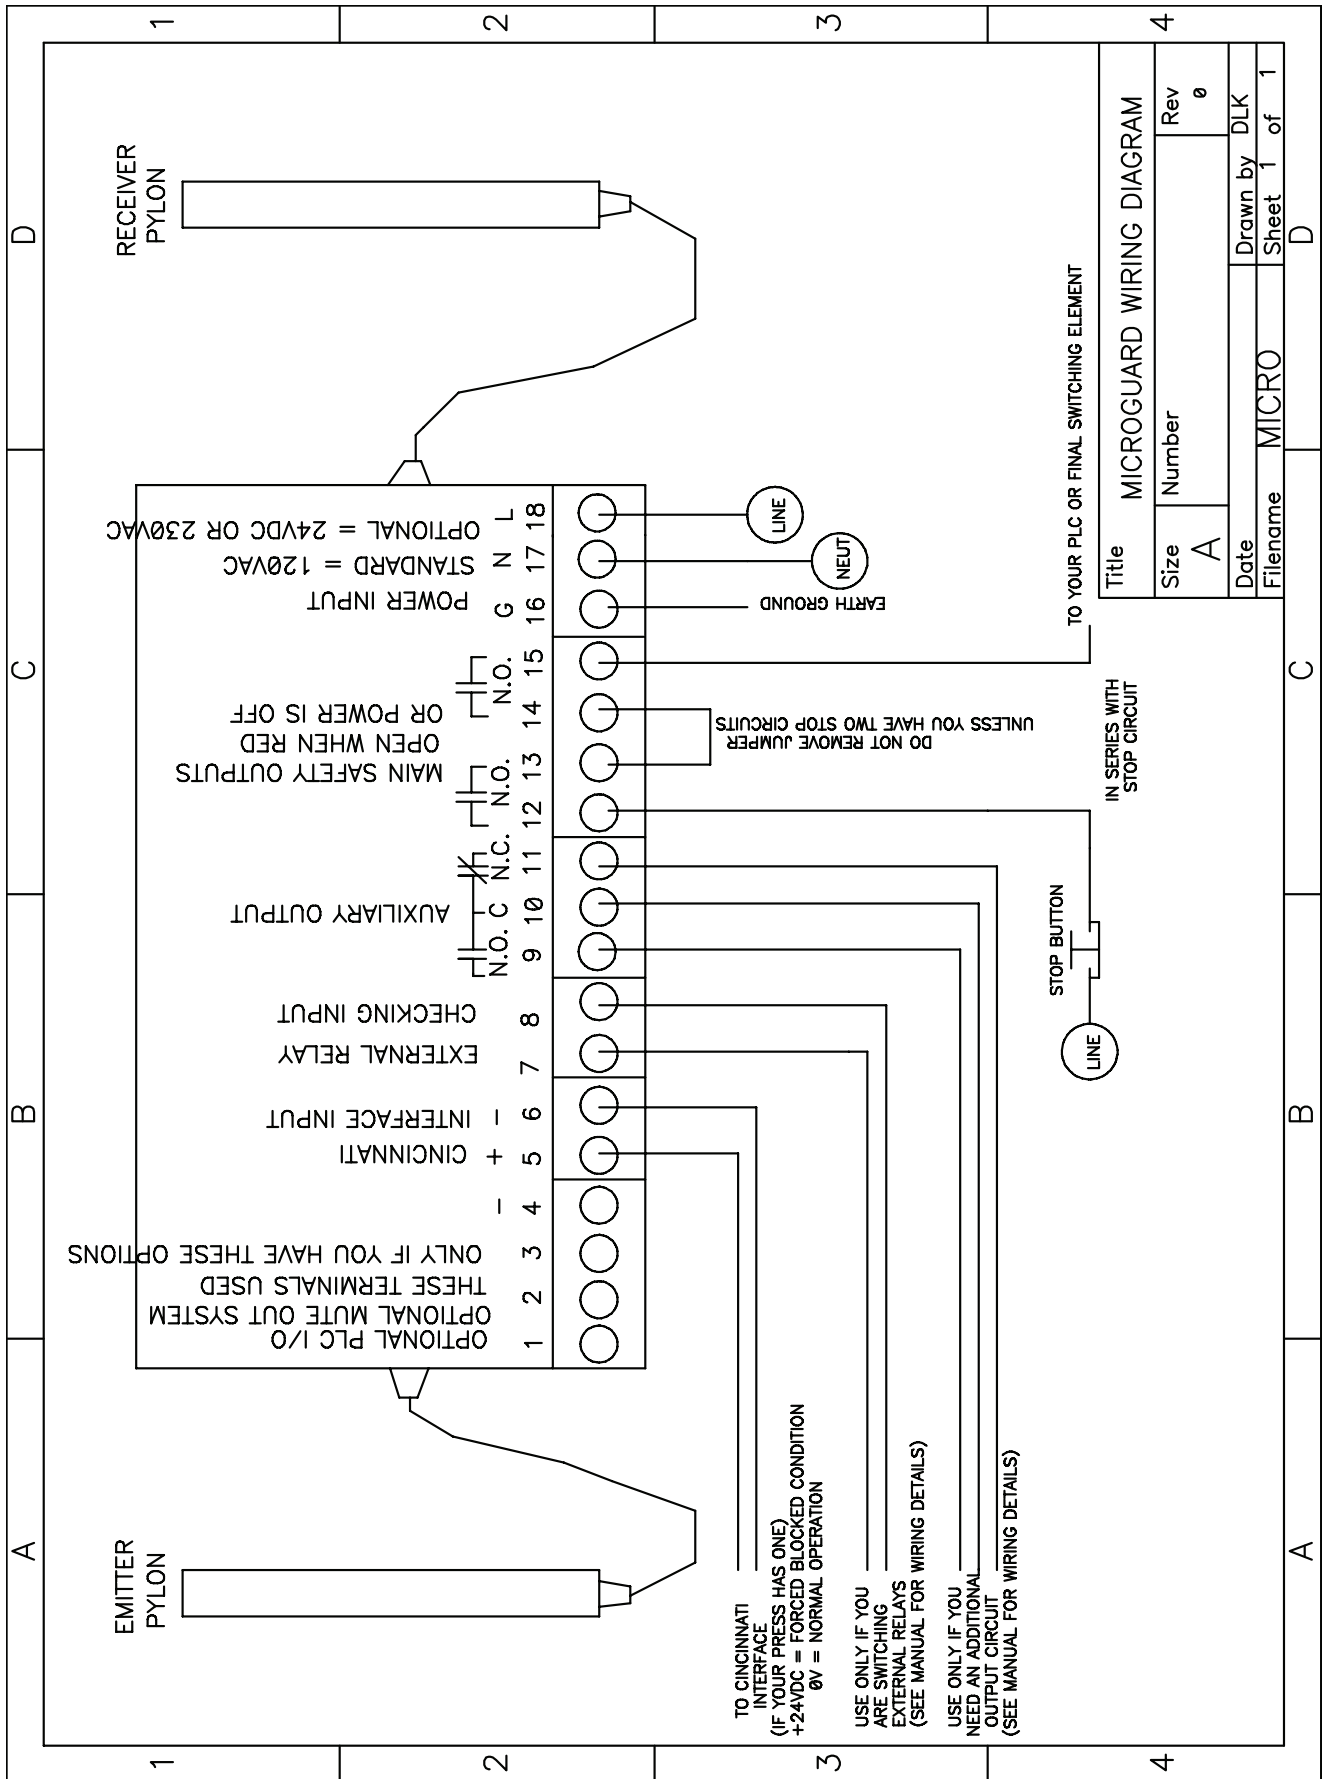 A
B
C
D
1
2
3
4
EMITTER
PYLON
RECEIVER
PYLON
OPTIONAL PLC I/O
OPTIONAL MUTE OUT SYSTEM
THESE TERMINALS USED
ONLY IF YOU HAVE THESE OPTIONS
CINCINNATI
INTERFACE INPUT
EXTERNAL RELAY
CHECKING INPUT
AUXILIARY OUTPUT
MAIN SAFETY OUTPUTS
OPEN WHEN RED
OR POWER IS OFF
POWER INPUT
STANDARD = 120VAC
OPTIONAL = 24VDC OR 230VAC
- + - N.O. C N.C. N.O. N.O. G N L
1 2 3 4 5 6 7 8 9 10 11 12 13 14 15 16 17 18
LINE
NEUT
EARTH GROUND
DO NOT REMOVE JUMPER
UNLESS YOU HAVE TWO STOP CIRCUITS
TO CINCINNATI
INTERFACE
(IF YOUR PRESS HAS ONE)
+24VDC = FORCED BLOCKED CONDITION
0V = NORMAL OPERATION
USE ONLY IF YOU
ARE SWITCHING
EXTERNAL RELAYS
(SEE MANUAL FOR WIRING DETAILS)
USE ONLY IF YOU
NEED AN ADDITIONAL
OUTPUT CIRCUIT
(SEE MANUAL FOR WIRING DETAILS)
STOP BUTTON
LINE
IN SERIES WITH
STOP CIRCUIT
TO YOUR PLC OR FINAL SWITCHING ELEMENT
Title
MICROGUARD WIRING DIAGRAM
Size
A
Number
Rev
0
Date
Drawn by DLK
Filename MICRO
Sheet 1 of 1
1
2
3
4
A
B
C
D